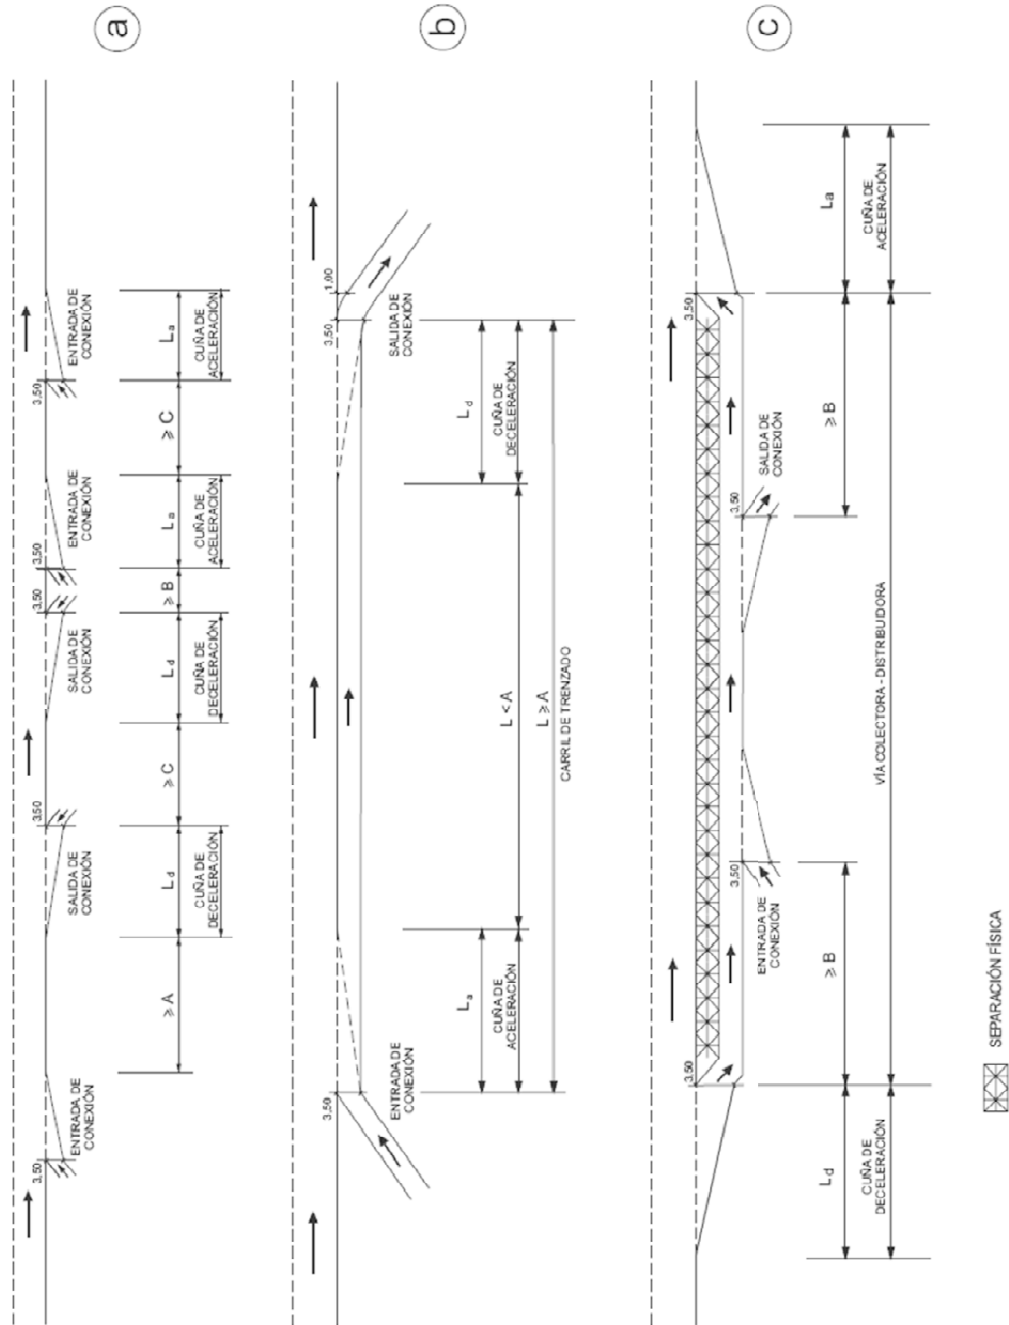 a
3,50
ENTRADA DE
CONEXIÓN
≥ A
L d
CUÑA DE
DECELERACIÓN
SALIDA DE
CONEXIÓN
3,50
≥ C
L d
CUÑA DE
DECELERACIÓN
SALIDA DE
CONEXIÓN
3,50
≥ B
3,50
L a
CUÑA DE
ACELERACIÓN
ENTRADA DE
CONEXIÓN
≥ C
3,50
L a
CUÑA DE
ACELERACIÓN
ENTRADA DE
CONEXIÓN
b
3,50
ENTRADA DE
CONEXIÓN
L a
CUÑA DE
ACELERACIÓN
L < A
L ≥ A
CARRIL DE TRENZADO
L d
CUÑA DE
DECELERACIÓN
3,50
1,00
SALIDA DE
CONEXIÓN
c
L d
CUÑA DE
DECELERACIÓN
3,50
≥ B
ENTRADA DE
CONEXIÓN
3,50
VÍA COLECTORA - DISTRIBUIDORA
3,50
SALIDA DE
CONEXIÓN
≥ B
3,50
La
CUÑA DE
ACELERACIÓN
SEPARACIÓN FÍSICA